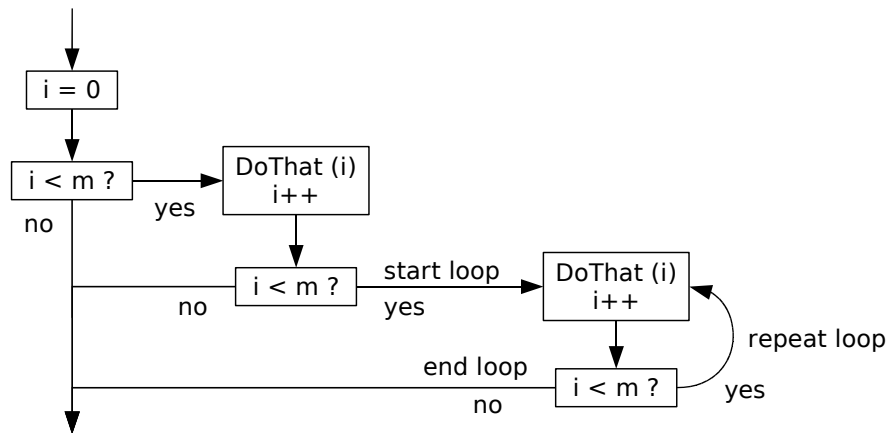 i = 0
i < m ?
yes
no
DoThat (i)
i++
i < m ?
no
start loop
yes
DoThat (i)
i++
repeat loop
i < m ?
end loop
no
yes